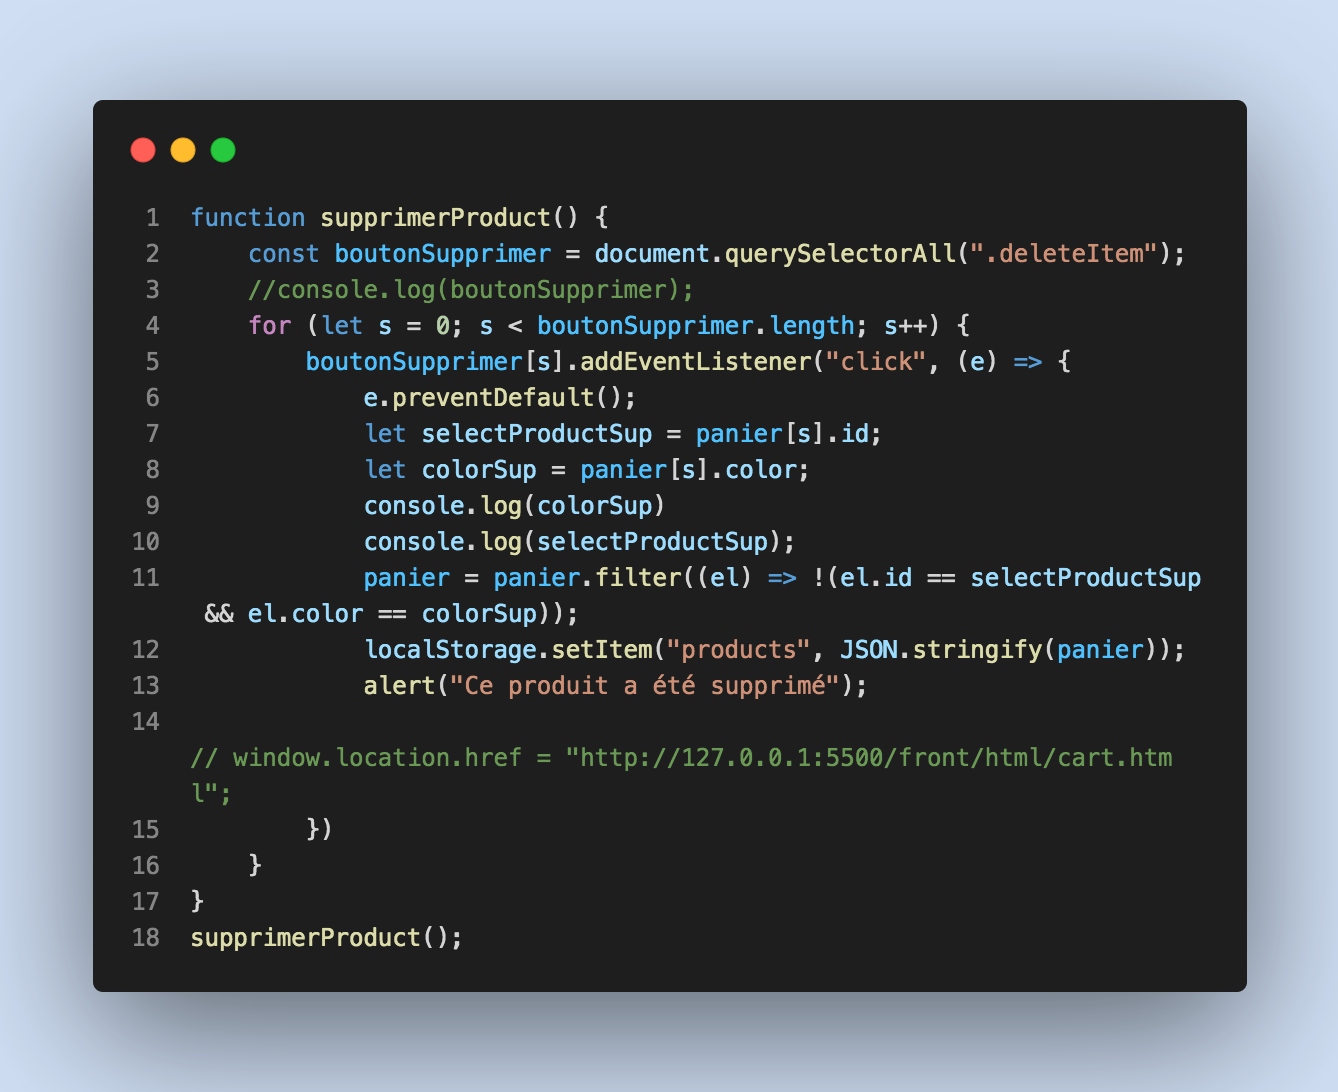 1 function supprimerProduct() {
2 const boutonSupprimer = document.querySelectorAll(".deleteItem");
3 //console.log(boutonSupprimer);
4 for (let s = 0; s < boutonSupprimer.length; s++) {
5 boutonSupprimer[s].addEventListener("click", (e) => {
6 e.preventDefault();
7 let selectProductSup = panier[s].id;
8 let colorSup = panier[s].color;
9 console.log(colorSup)
10 console.log(selectProductSup);
11 panier = panier.filter((el) => !(el.id == selectProductSup
&& el.color == colorSup));
12 localStorage.setItem("products", JSON.stringify(panier));
13 alert("Ce produit a été supprimé");
14
// window.location.href = "http://127.0.0.1:5500/front/html/cart.htm
l";
15 })
16 }
17 }
18 supprimerProduct();